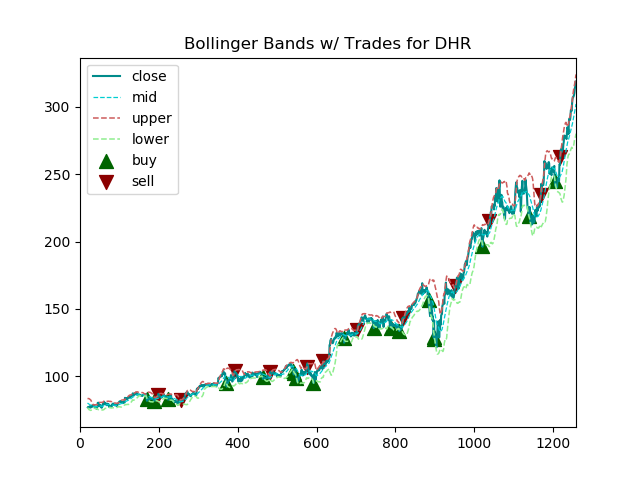 Bollinger Bands w/ Trades for DHR
close
mid
upper
lower
buy
sell
300
250
200
150
100
0 200 400 600 800 1000 1200